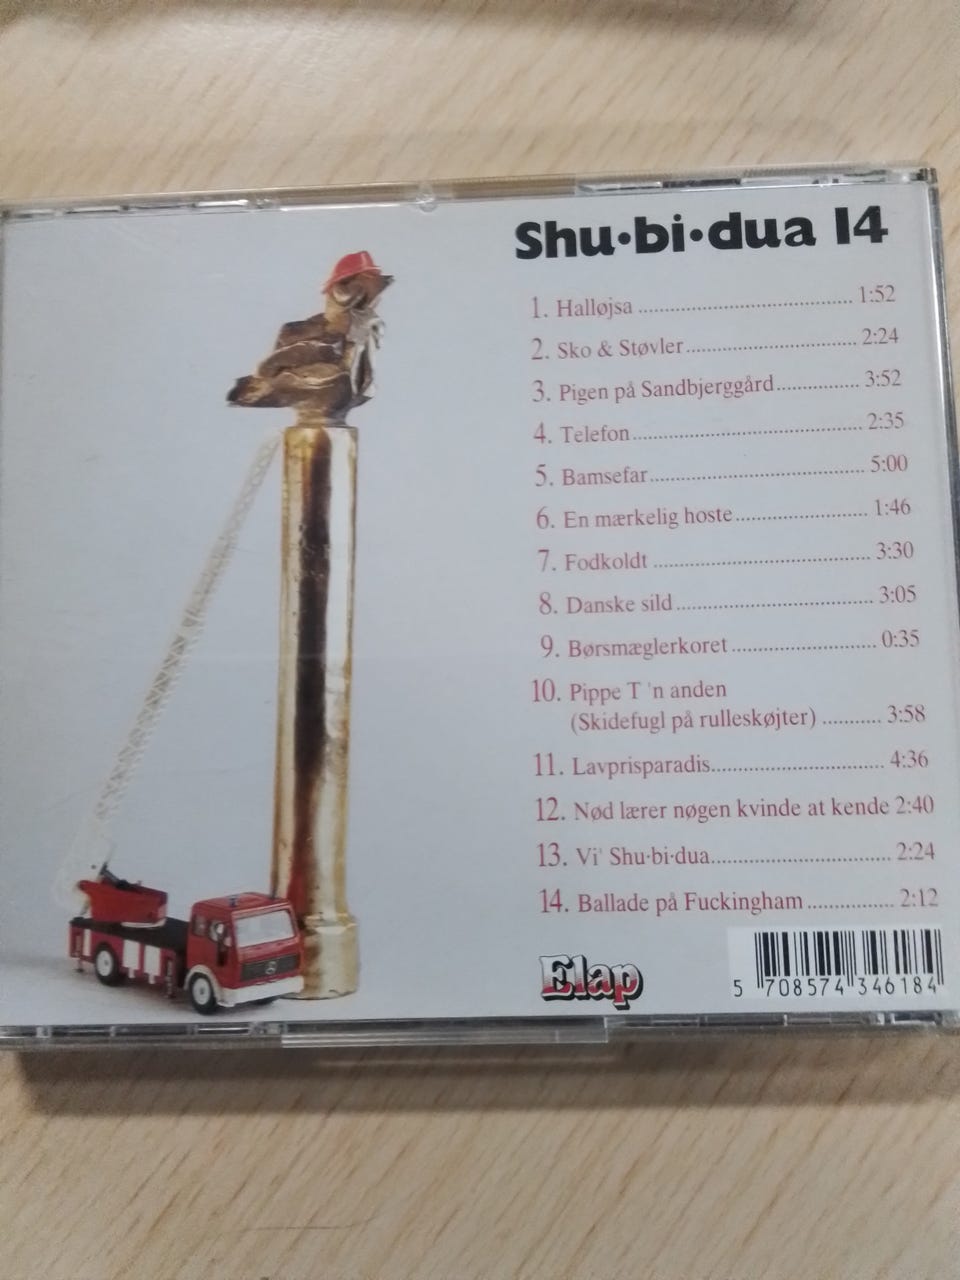 Shu•bi•dua 14
1. Halløjsa ........................................ 1:52
2. Sko & Støvler................................. 2:24
3. Pigen på Sandbjerggård............... 3:52
4. Telefon.......................................... 2:35
5. Bamsefar....................................... 5:00
6. En mærkelig hoste........................ 1:46
7. Fodkoldt ....................................... 3:30
8. Danske sild .................................... 3:05
9. Børsmæglerkoret .......................... 0:35
10. Pippe T 'n anden
(Skidefugl på rulleskøjter) ........... 3:58
11. Lavprisparadis................................ 4:36
12. Nød lærer nøgen kvinde at kende 2:40
13. Vi' Shu·bi·dua................................. 2:24
14. Ballade på Fuckingham ................ 2:12
Elap
5 708574 346184